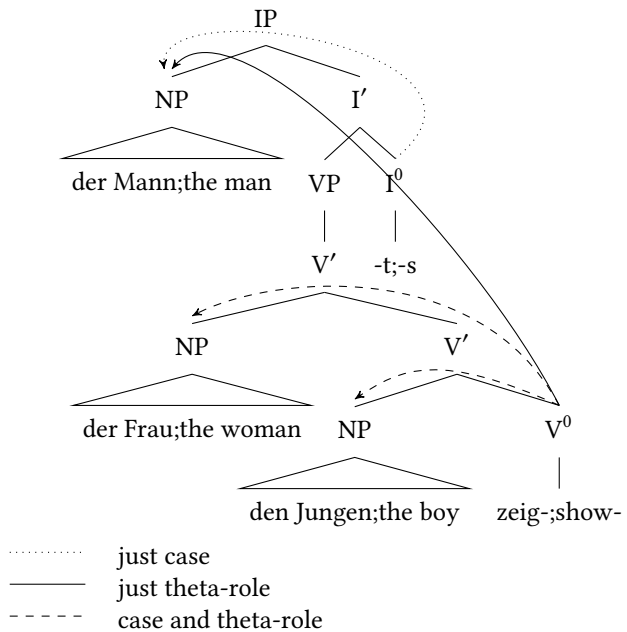 IP
NP I′
der Mann;the man VP I⁰
V′ -t;-s
NP V′
der Frau;the woman NP V⁰
den Jungen;the boy zeig-;show-
just case
just theta-role
case and theta-role